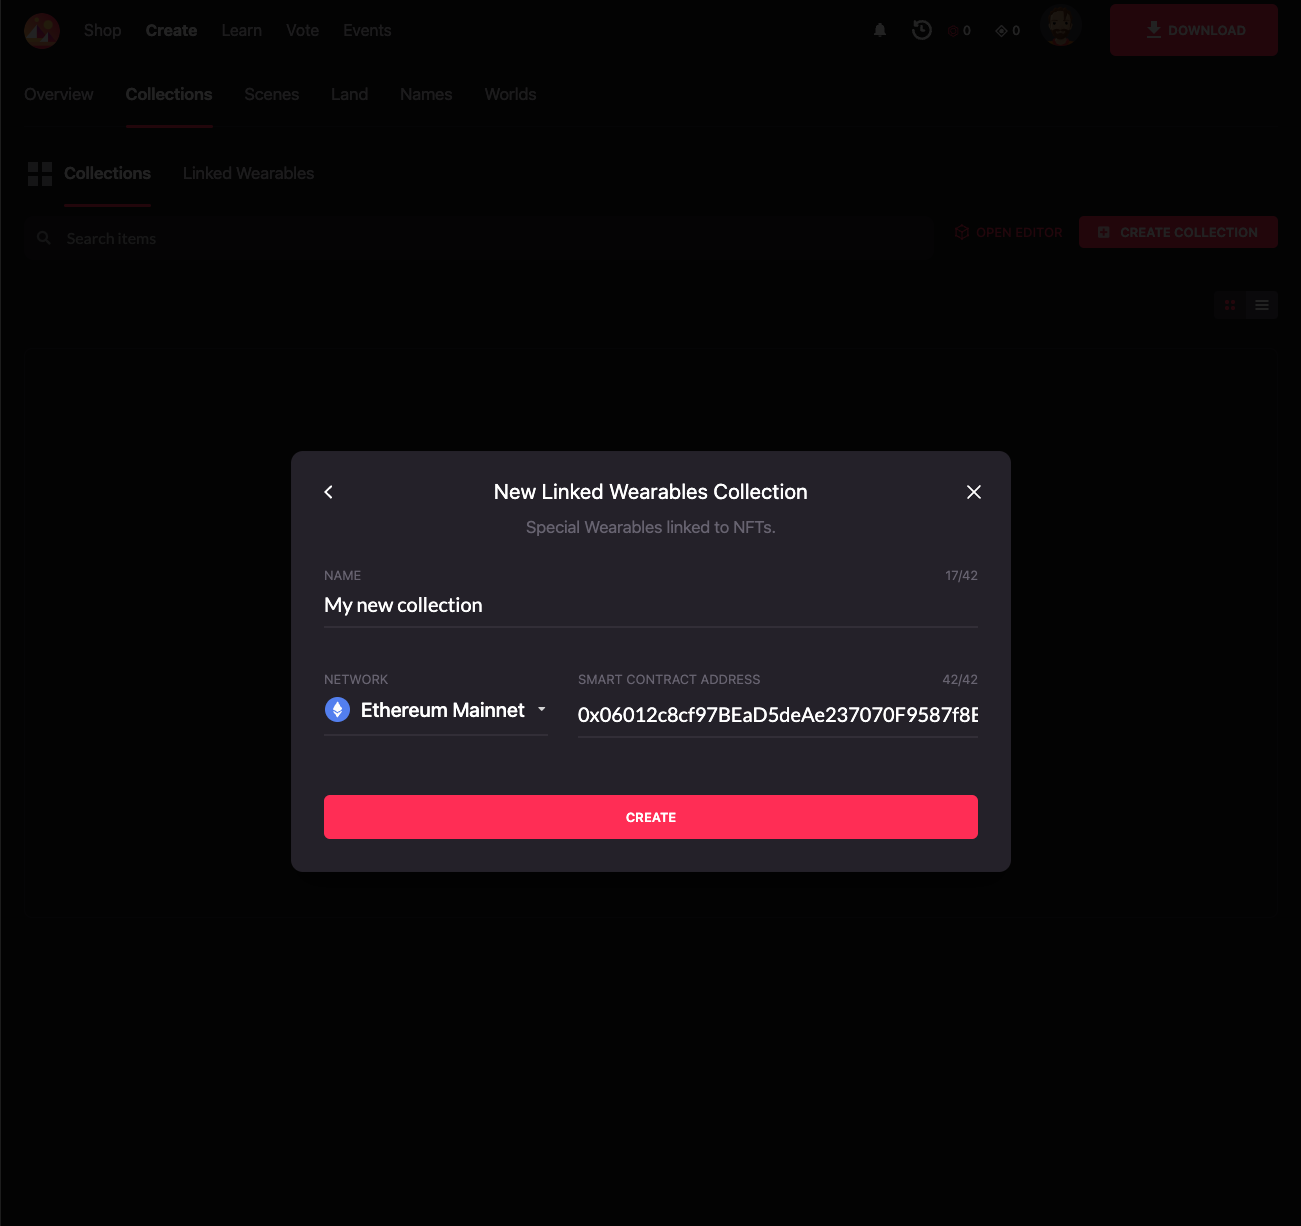 Shop Create Learn Vote Events 0 0 DOWNLOAD
Overview Collections Scenes Land Names Worlds
Collections Linked Wearables
Search items OPEN EDITOR CREATE COLLECTION
New Linked Wearables Collection
Special Wearables linked to NFTs.
NAME 17/42
My new collection
NETWORK SMART CONTRACT ADDRESS 42/42
Ethereum Mainnet 0x06012c8cf97BEaD5deAe237070F9587f8E
CREATE